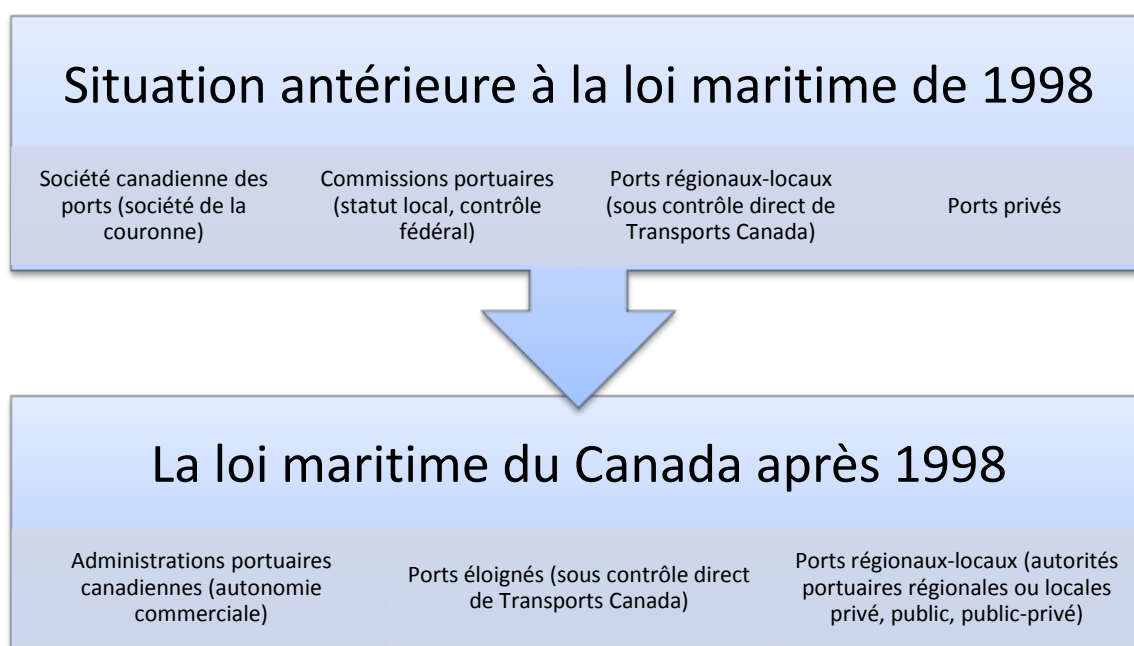 Situation antérieure à la loi maritime de 1998
Société canadienne des
ports (société de la
couronne)
Commissions portuaires
(statut local, contrôle
fédéral)
Ports régionaux-locaux
(sous contrôle direct de
Transports Canada)
Ports privés
La loi maritime du Canada après 1998
Administrations portuaires
canadiennes (autonomie
commerciale)
Ports éloignés (sous contrôle direct
de Transports Canada)
Ports régionaux-locaux (autorités
portuaires régionales ou locales
privé, public, public-privé)